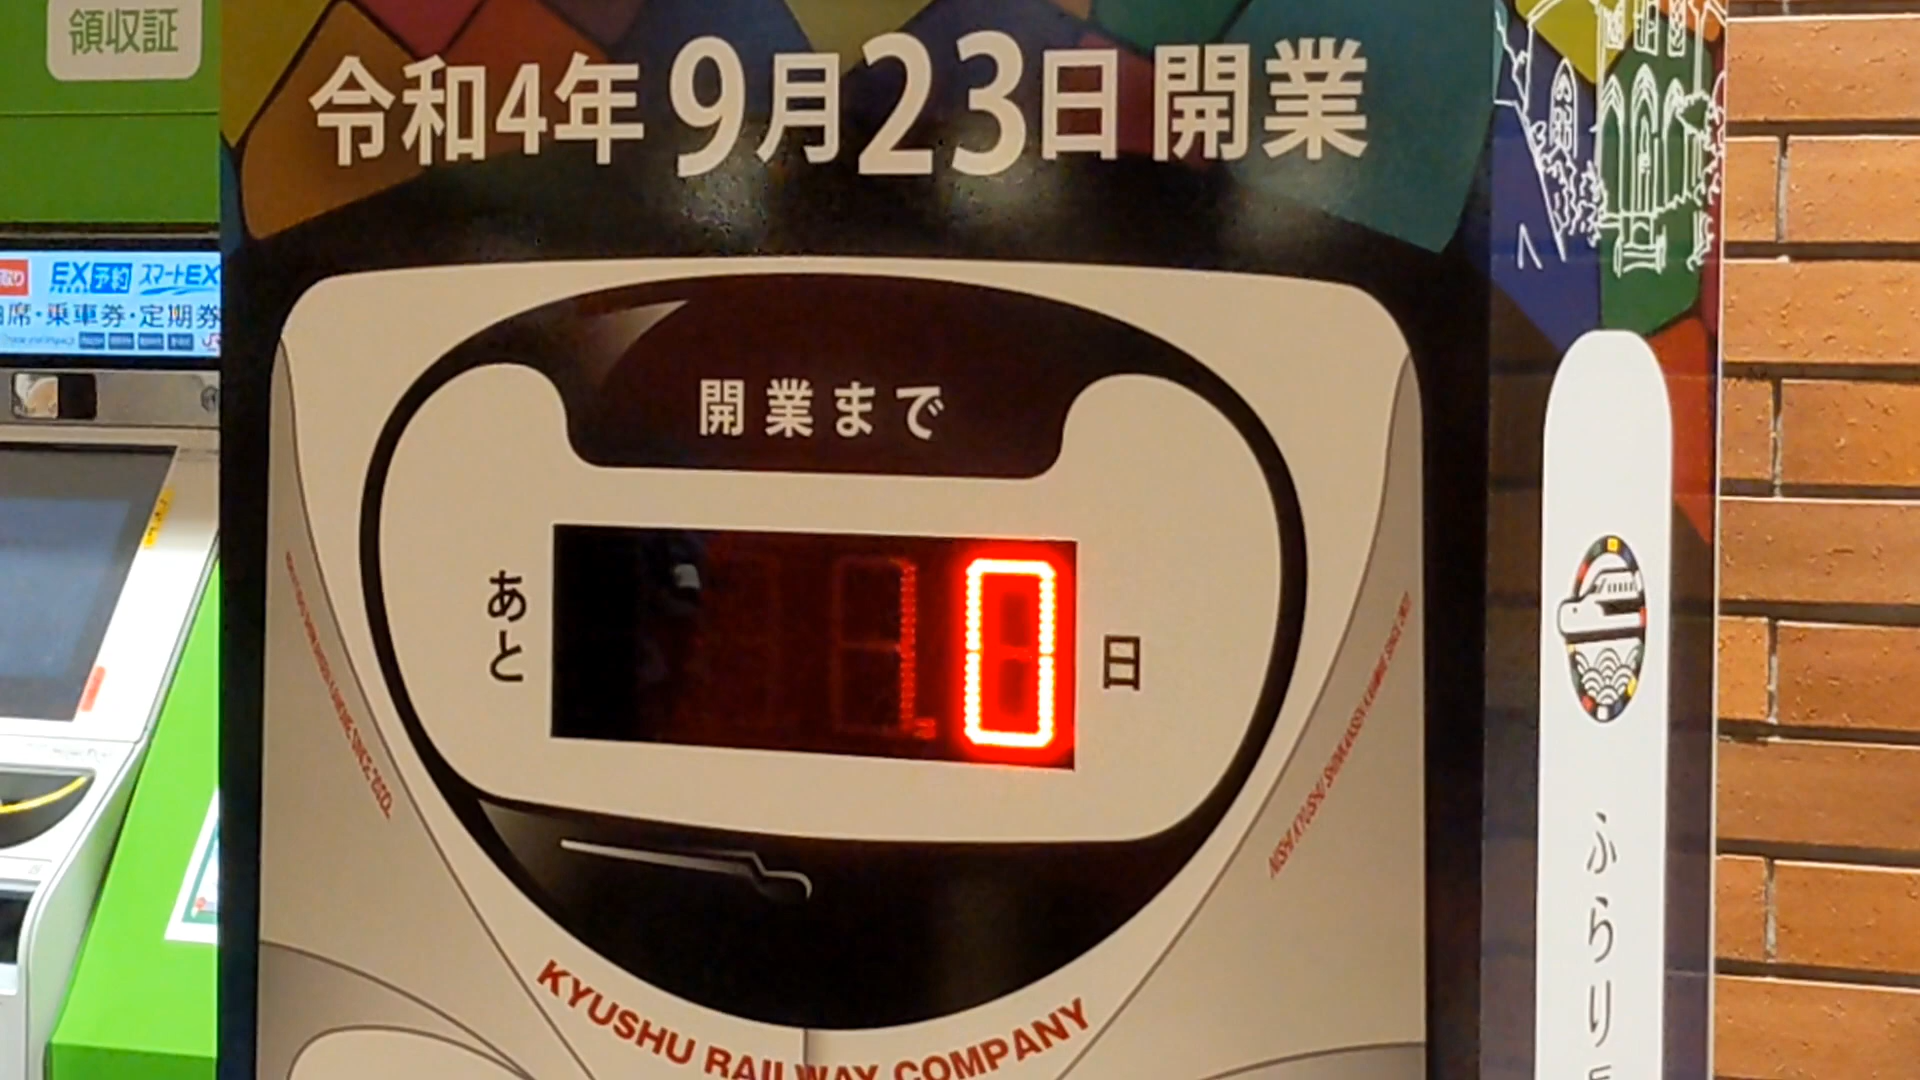 領収証
令和4年9月23日開業
取り EX予約 スマートEX
席・乗車券・定期券
開業まで
あと
0
日
KYUSHU RAILWAY COMPANY
ふらり